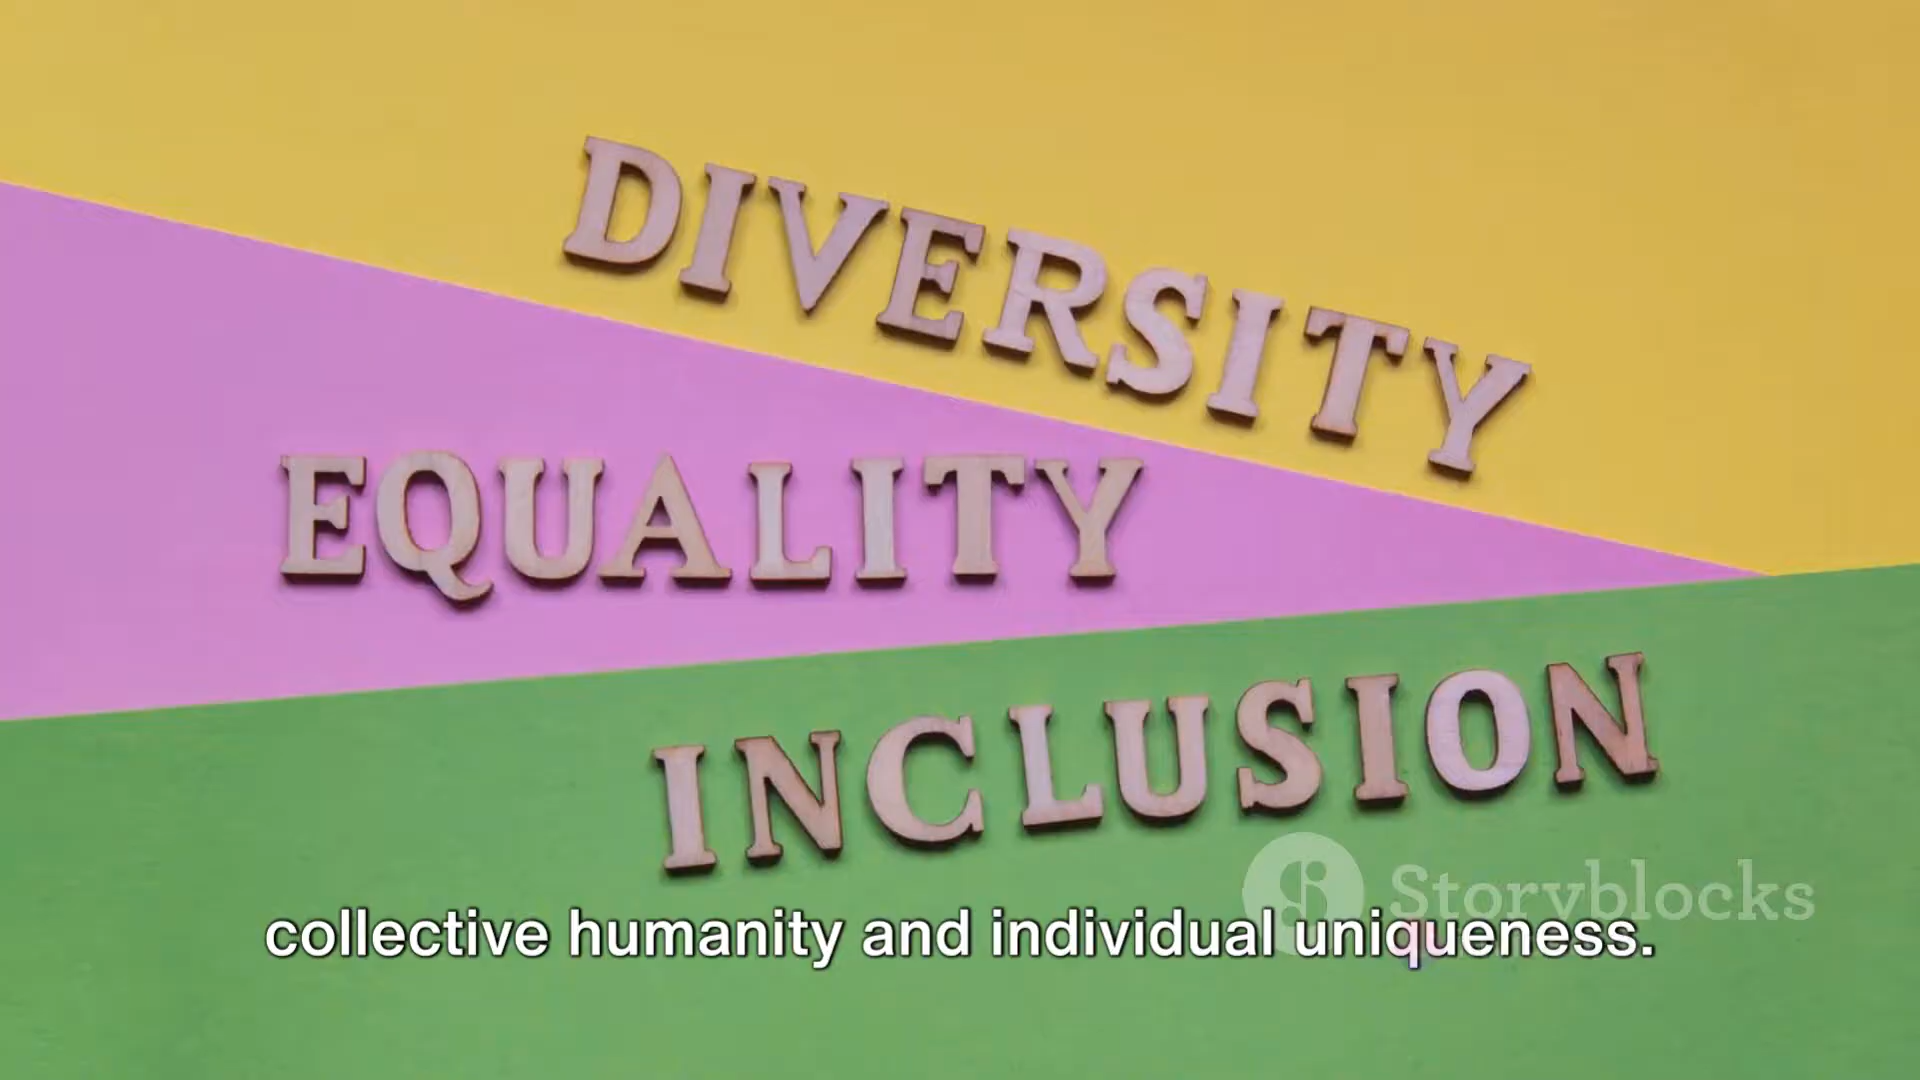 DIVERSITY
EQUALITY
INCLUSION
Storyblocks
collective humanity and individual uniqueness.